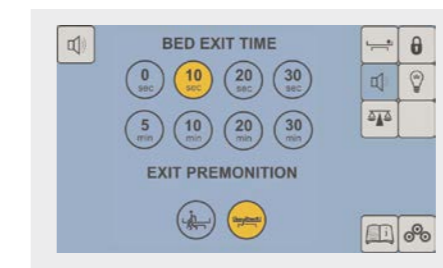 BED EXIT TIME
0 10 20 30
sec sec sec sec
5 10 20 30
min min min min
EXIT PREMONITION